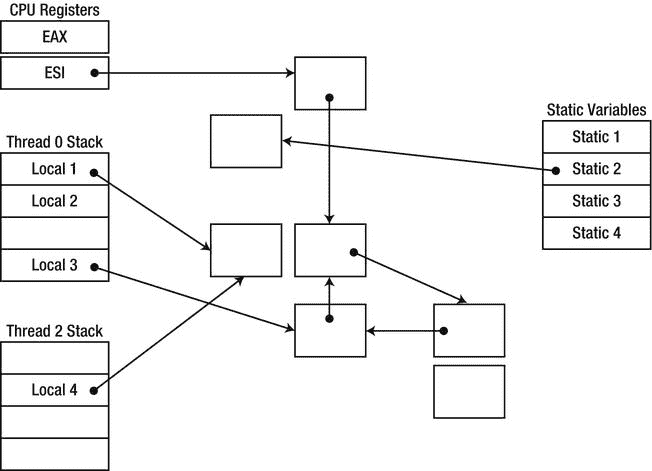 CPU Registers
EAX
ESI
Thread 0 Stack
Local 1
Local 2
Local 3
Thread 2 Stack
Local 4
Static Variables
Static 1
Static 2
Static 3
Static 4